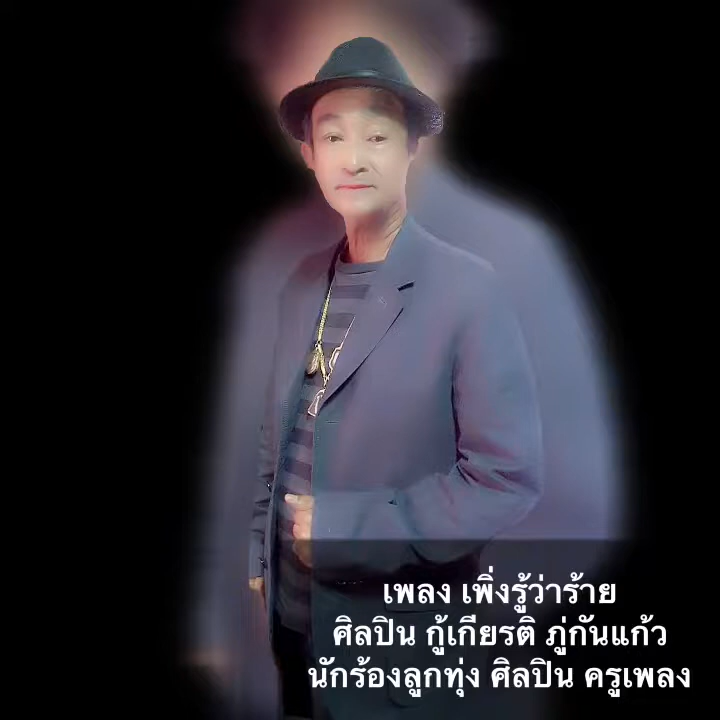 เพลง เพิ่งรู้ว่าร้าย
ศิลปิน กู้เกียรติ ภู่กันแก้ว
นักร้องลูกทุ่ง ศิลปิน ครูเพลง